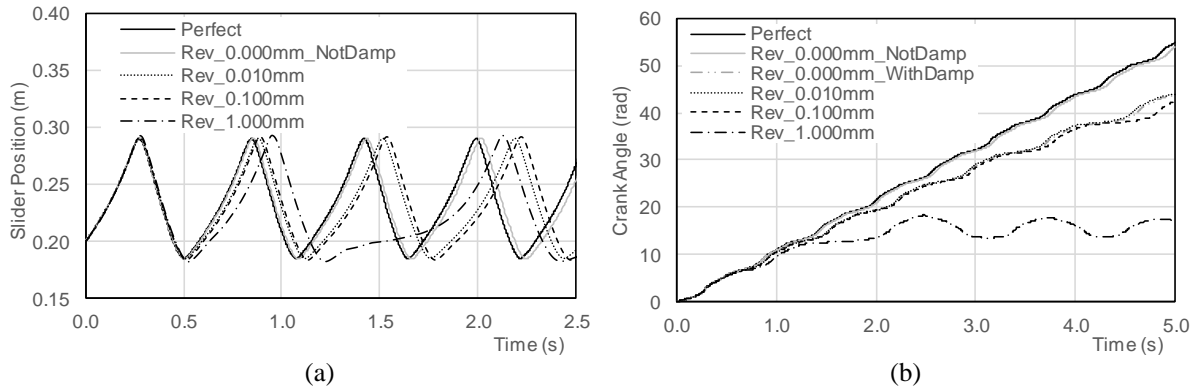 0.40
0.35
0.30
0.25
0.20
0.15
Slider Position (m)
Perfect
Rev_0.000mm_NotDamp
Rev_0.010mm
Rev_0.100mm
Rev_1.000mm
0.0 0.5 1.0 1.5 2.0 2.5
Time (s)
(a)
60
50
40
30
20
10
0
Crank Angle (rad)
Perfect
Rev_0.000mm_NotDamp
Rev_0.000mm_WithDamp
Rev_0.010mm
Rev_0.100mm
Rev_1.000mm
0.0 1.0 2.0 3.0 4.0 5.0
Time (s)
(b)